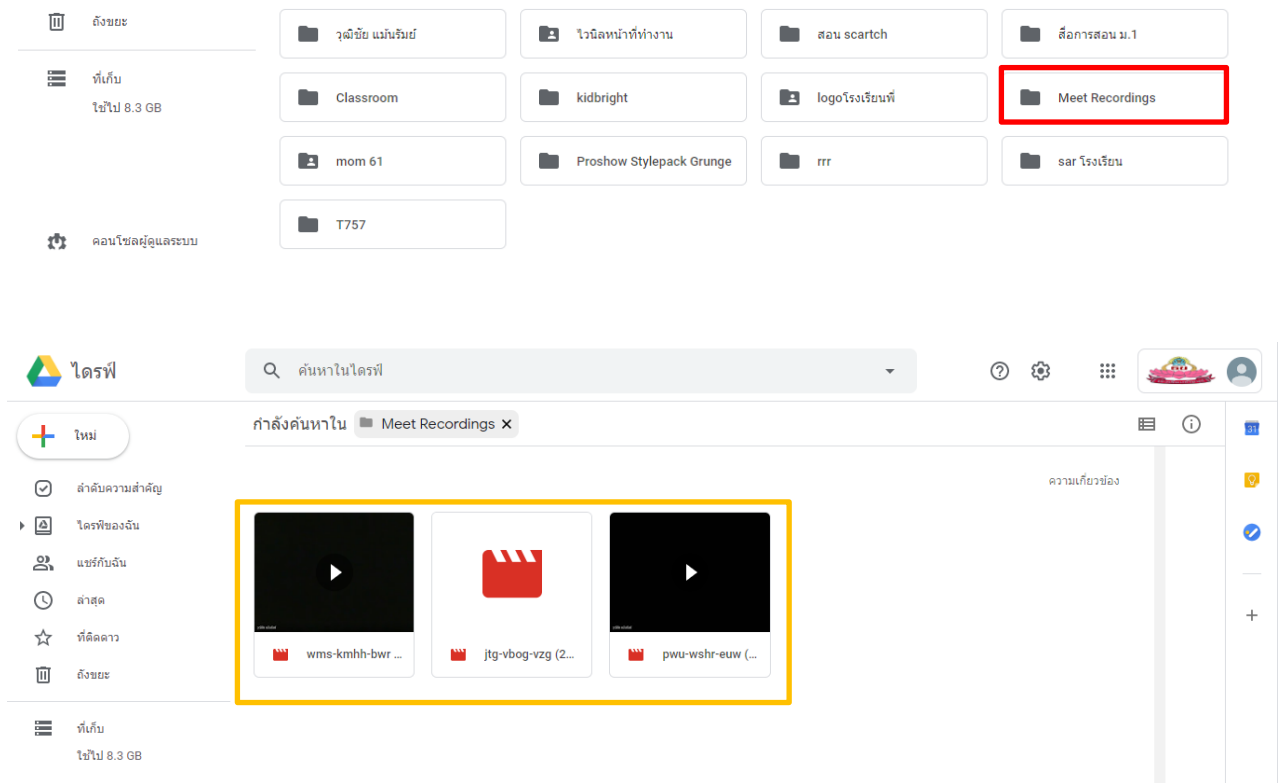 ถังขยะ
วุฒิชัย แม้นรัมย์
ไวนิลหน้าที่ทำงาน
สอน scartch
สื่อการสอน ม.1
ที่เก็บ
ใช้ไป 8.3 GB
Classroom
kidbright
logoโรงเรียนพี่
Meet Recordings
mom 61
Proshow Stylepack Grunge
rrr
sar โรงเรียน
T757
คอนโซลผู้ดูแลระบบ
ไดรฟ์
ค้นหาในไดรฟ์
ใหม่
กำลังค้นหาใน Meet Recordings
31
ความเกี่ยวข้อง
ลำดับความสำคัญ
ไดรฟ์ของฉัน
แชร์กับฉัน
ล่าสุด
ที่ติดดาว
ถังขยะ
wms-kmhh-bwr ...
jtg-vbog-vzg (2...
pwu-wshr-euw (...
ที่เก็บ
ใช้ไป 8.3 GB